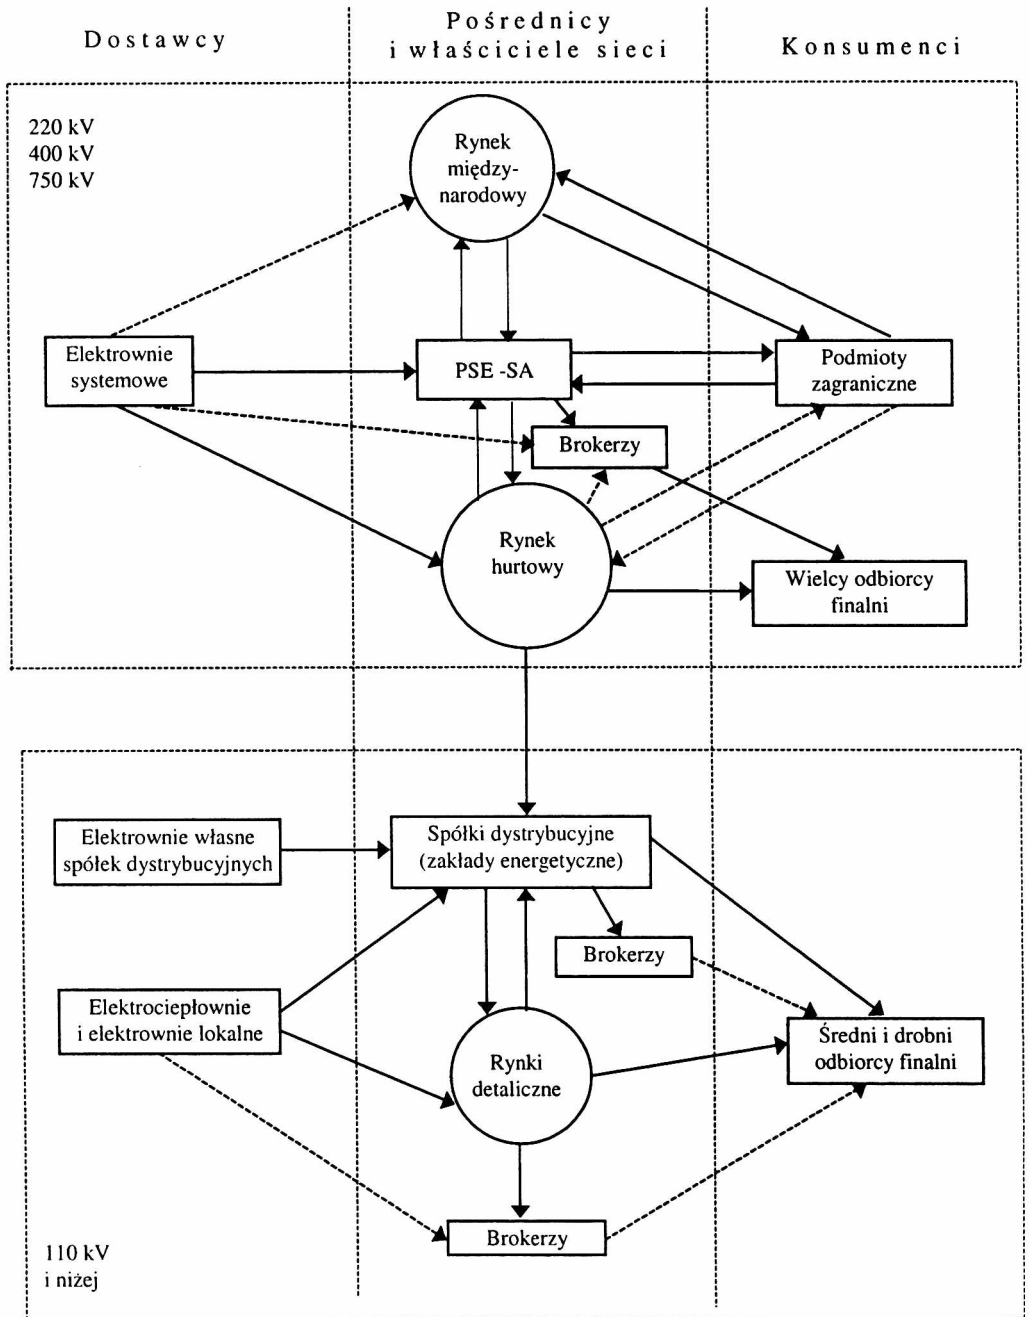 Dostawcy
Pośrednicy
i właściciele sieci
Konsumenci
220 kV
400 kV
750 kV
Rynek
między-
narodowy
Elektrownie
systemowe
PSE -SA
Podmioty
zagraniczne
Brokerzy
Rynek
hurtowy
Wielcy odbiorcy
finalni
Elektrownie własne
spółek dystrybucyjnych
Spółki dystrybucyjne
(zakłady energetyczne)
Brokerzy
Elektrociepłownie
i elektrownie lokalne
Rynki
detaliczne
Średni i drobni
odbiorcy finalni
Brokerzy
110 kV
i niżej